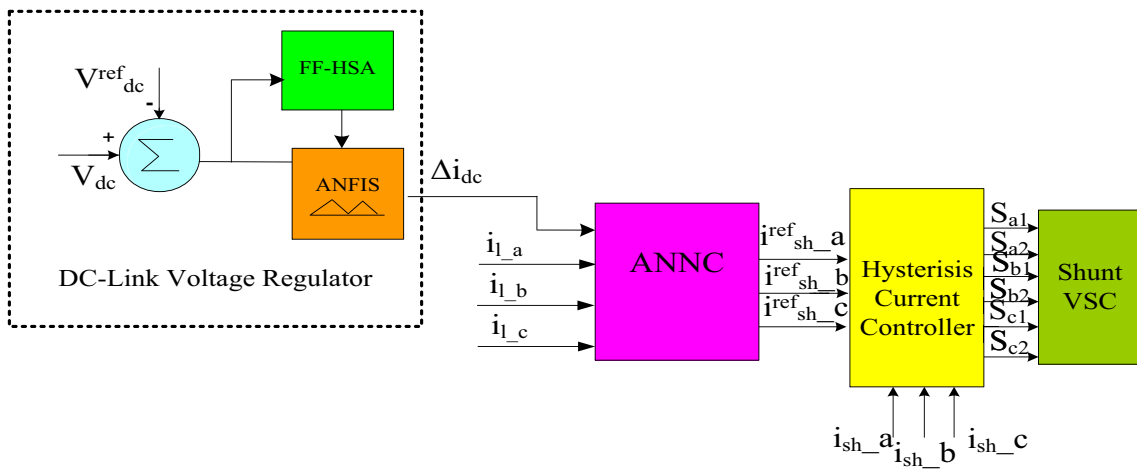 V^ref_dc
-
+
V_dc
Σ
FF-HSA
ANFIS
DC-Link Voltage Regulator
Δi_dc
i_l_a
i_l_b
i_l_c
ANNC
i^ref_sh_a
i^ref_sh_b
i^ref_sh_c
Hysterisis
Current
Controller
i_sh_a
i_sh_b
i_sh_c
S_a1
S_a2
S_b1
S_b2
S_c1
S_c2
Shunt
VSC